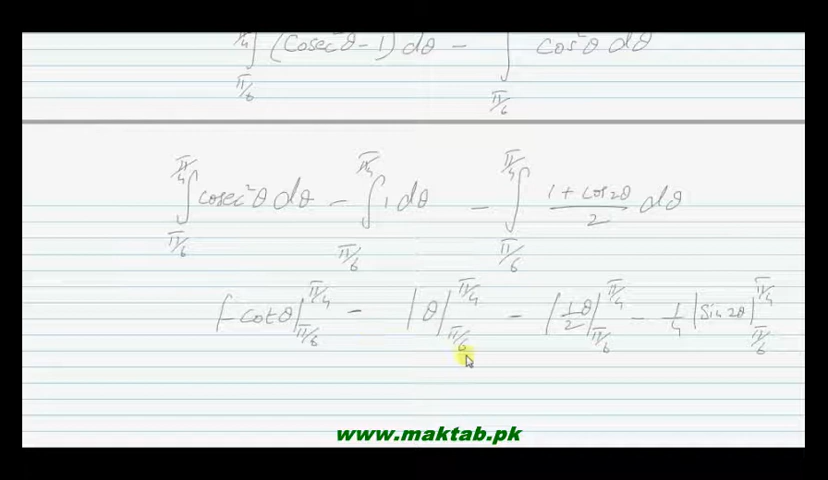 ∫_{π/6}^{π/4} (Cosec²θ - 1) dθ - ∫_{π/6} Cos²θ dθ
∫_{π/6}^{π/4} cosec²θ dθ - ∫_{π/6}^{π/4} 1 dθ - ∫_{π/6}^{π/4} (1 + cos2θ)/2 dθ
[-cotθ|_{π/6}^{π/4} - |θ|_{π/6}^{π/4} - |1/2 θ|_{π/6}^{π/4} - 1/4 |Sin 2θ|_{π/6}^{π/4}
www.maktab.pk